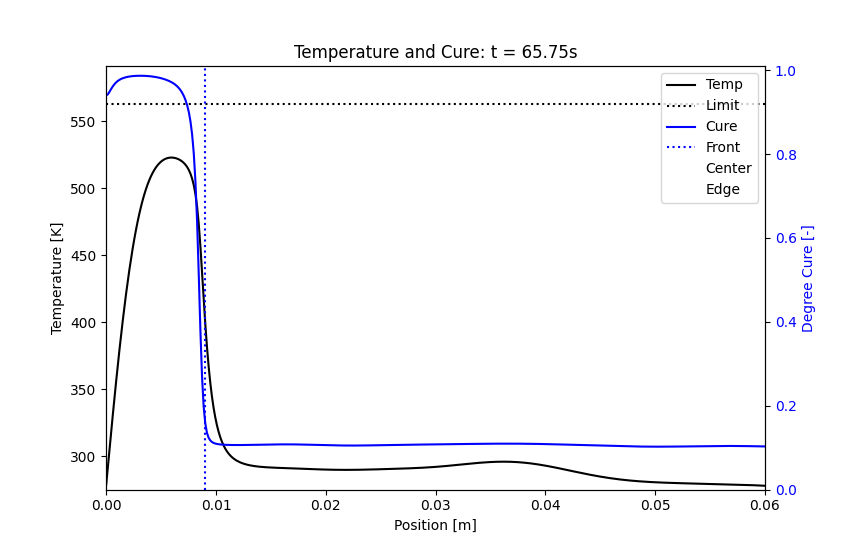 Temperature and Cure: t = 65.75s
Temp
Limit
Cure
Front
Center
Edge
Temperature [K]
550
500
450
400
350
300
Degree Cure [-]
1.0
0.8
0.6
0.4
0.2
0.0
0.00
0.01
0.02
0.03
0.04
0.05
0.06
Position [m]